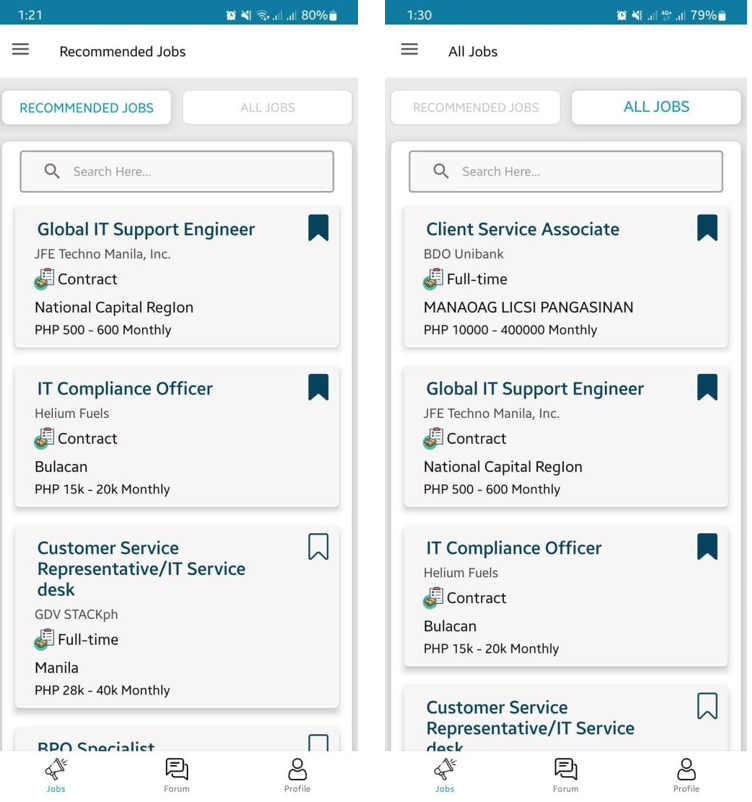 1:21
80%
Recommended Jobs
RECOMMENDED JOBS
ALL JOBS
Search Here...
Global IT Support Engineer
JFE Techno Manila, Inc.
Contract
National Capital RegIon
PHP 500 - 600 Monthly
IT Compliance Officer
Helium Fuels
Contract
Bulacan
PHP 15k - 20k Monthly
Customer Service
Representative/IT Service
desk
GDV STACKph
Full-time
Manila
PHP 28k - 40k Monthly
BPO Specialist
Jobs
Forum
Profile
1:30
4G+
79%
All Jobs
RECOMMENDED JOBS
ALL JOBS
Search Here...
Client Service Associate
BDO Unibank
Full-time
MANAOAG LICSI PANGASINAN
PHP 10000 - 400000 Monthly
Global IT Support Engineer
JFE Techno Manila, Inc.
Contract
National Capital RegIon
PHP 500 - 600 Monthly
IT Compliance Officer
Helium Fuels
Contract
Bulacan
PHP 15k - 20k Monthly
Customer Service
Representative/IT Service
desk
Jobs
Forum
Profile